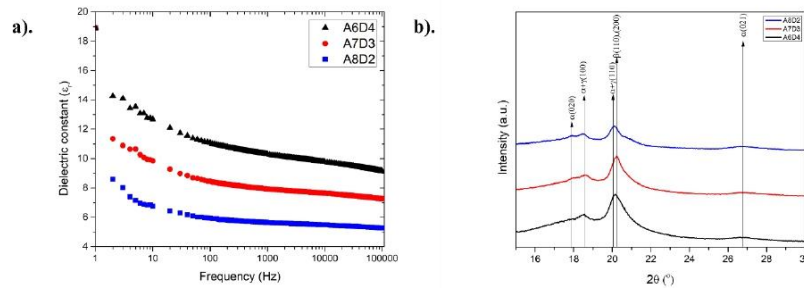 a).
Dielectric constant (εr)
20
18
16
14
12
10
8
6
4
1
10
100
1000
10000
100000
Frequency (Hz)
A6D4
A7D3
A8D2
b).
Intensity (a.u.)
α(020)
α+γ(100)
α+γ(110)
β(110),(200)
α(021)
A8D2
A7D3
A6D4
16
18
20
22
24
26
28
30
2θ (°)